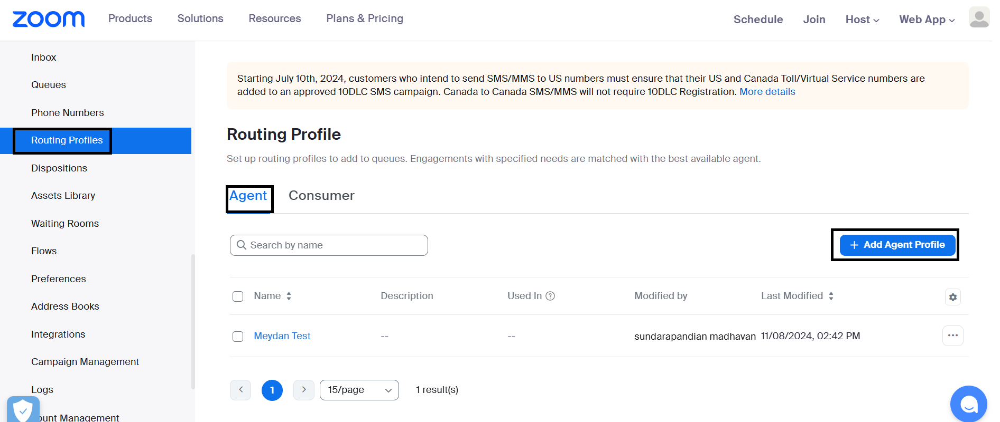 zoom
Products
Solutions
Resources
Plans & Pricing
Schedule
Join
Host
Web App
Inbox
Queues
Phone Numbers
Routing Profiles
Dispositions
Assets Library
Waiting Rooms
Flows
Preferences
Address Books
Integrations
Campaign Management
Logs
ount Management
Starting July 10th, 2024, customers who intend to send SMS/MMS to US numbers must ensure that their US and Canada Toll/Virtual Service numbers are
added to an approved 10DLC SMS campaign. Canada to Canada SMS/MMS will not require 10DLC Registration. More details
Routing Profile
Set up routing profiles to add to queues. Engagements with specified needs are matched with the best available agent.
Agent
Consumer
Search by name
+ Add Agent Profile
Name
Description
Used In ?
Modified by
Last Modified
Meydan Test
--
--
sundarapandian madhavan
11/08/2024, 02:42 PM
...
<
1
>
15/page
1 result(s)